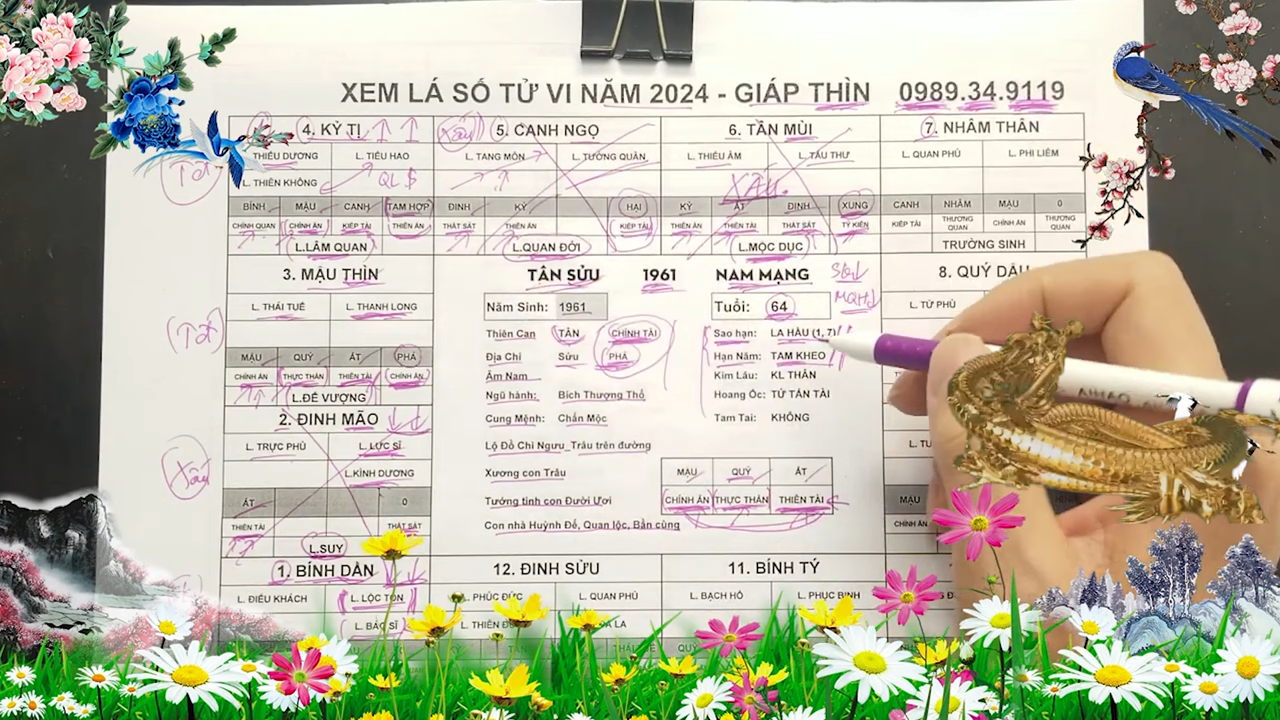 XEM LÁ SỐ TỬ VI NĂM 2024 - GIÁP THÌN 0989.34.9119
4. KỶ TỊ
THIẾU DƯƠNG L. TIỂU HAO
L. THIÊN KHÔNG QL $
BÍNH MẬU CANH TAM HỢP
CHÍNH QUAN CHÍNH ẤN KIẾP TÀI THIÊN ẤN
L.LÂM QUAN
Xấu 5. CANH NGỌ
L. TANG MÔN L. TƯỚNG QUÂN
ĐINH KỶ HẠI
THẤT SÁT THIÊN ẤN KIẾP TÀI
L.QUAN ĐỚI
6. TÂN MÙI
L. THIẾU ÂM L. TẤU THƯ
XẤU
KỶ ẤT ĐINH XUNG
THIÊN ẤN THIÊN TÀI THẤT SÁT TỶ KIÊN
L.MỘC DỤC
7. NHÂM THÂN
L. QUAN PHÙ L. PHI LIÊM
CANH NHÂM MẬU 0
KIẾP TÀI THƯƠNG QUAN CHÍNH ẤN THƯƠNG QUAN
TRƯỜNG SINH
Tốt
3. MẬU THÌN
L. THÁI TUẾ L. THANH LONG
MẬU QUÝ ẤT PHÁ
CHÍNH ẤN THỰC THẦN THIÊN TÀI CHÍNH ẤN
L.ĐẾ VƯỢNG
Tốt
TÂN SỬU 1961 NAM MẠNG
Năm Sinh: 1961 Tuổi: 64
Thiên Can TÂN CHÍNH TÀI Sao hạn: LA HẦU (1, 7)
Địa Chi Sửu PHÁ Hạn Năm: TAM KHEO
Âm Nam Kim Lâu: KL THÂN
Ngũ hành: Bích Thượng Thổ Hoang Ốc: TỨ TẤN TÀI
Cung Mệnh: Chấn Mộc Tam Tai: KHÔNG
Lộ Đồ Chi Ngưu_Trâu trên đường
Xương con Trâu MẬU QUÝ ẤT
Tướng tinh con Đười Ươi CHÍNH ẤN THỰC THẦN THIÊN TÀI
Con nhà Huỳnh Đế, Quan lộc, Bần cùng
8. QUÝ DẬU
L. TỬ PHÙ
MẬU
CHÍNH ẤN
2. ĐINH MÃO
L. TRỰC PHÙ L. LỰC SĨ
L.KÌNH DƯƠNG
ẤT 0
THIÊN TÀI THẤT SÁT
L.SUY
Xấu
1. BÍNH DẦN
L. ĐIẾU KHÁCH L. LỘC TỒN
L. BÁC SĨ
12. ĐINH SỬU
L. PHÚC ĐỨC L. QUAN PHỦ
11. BÍNH TÝ
L. BẠCH HỔ L. PHỤC BINH